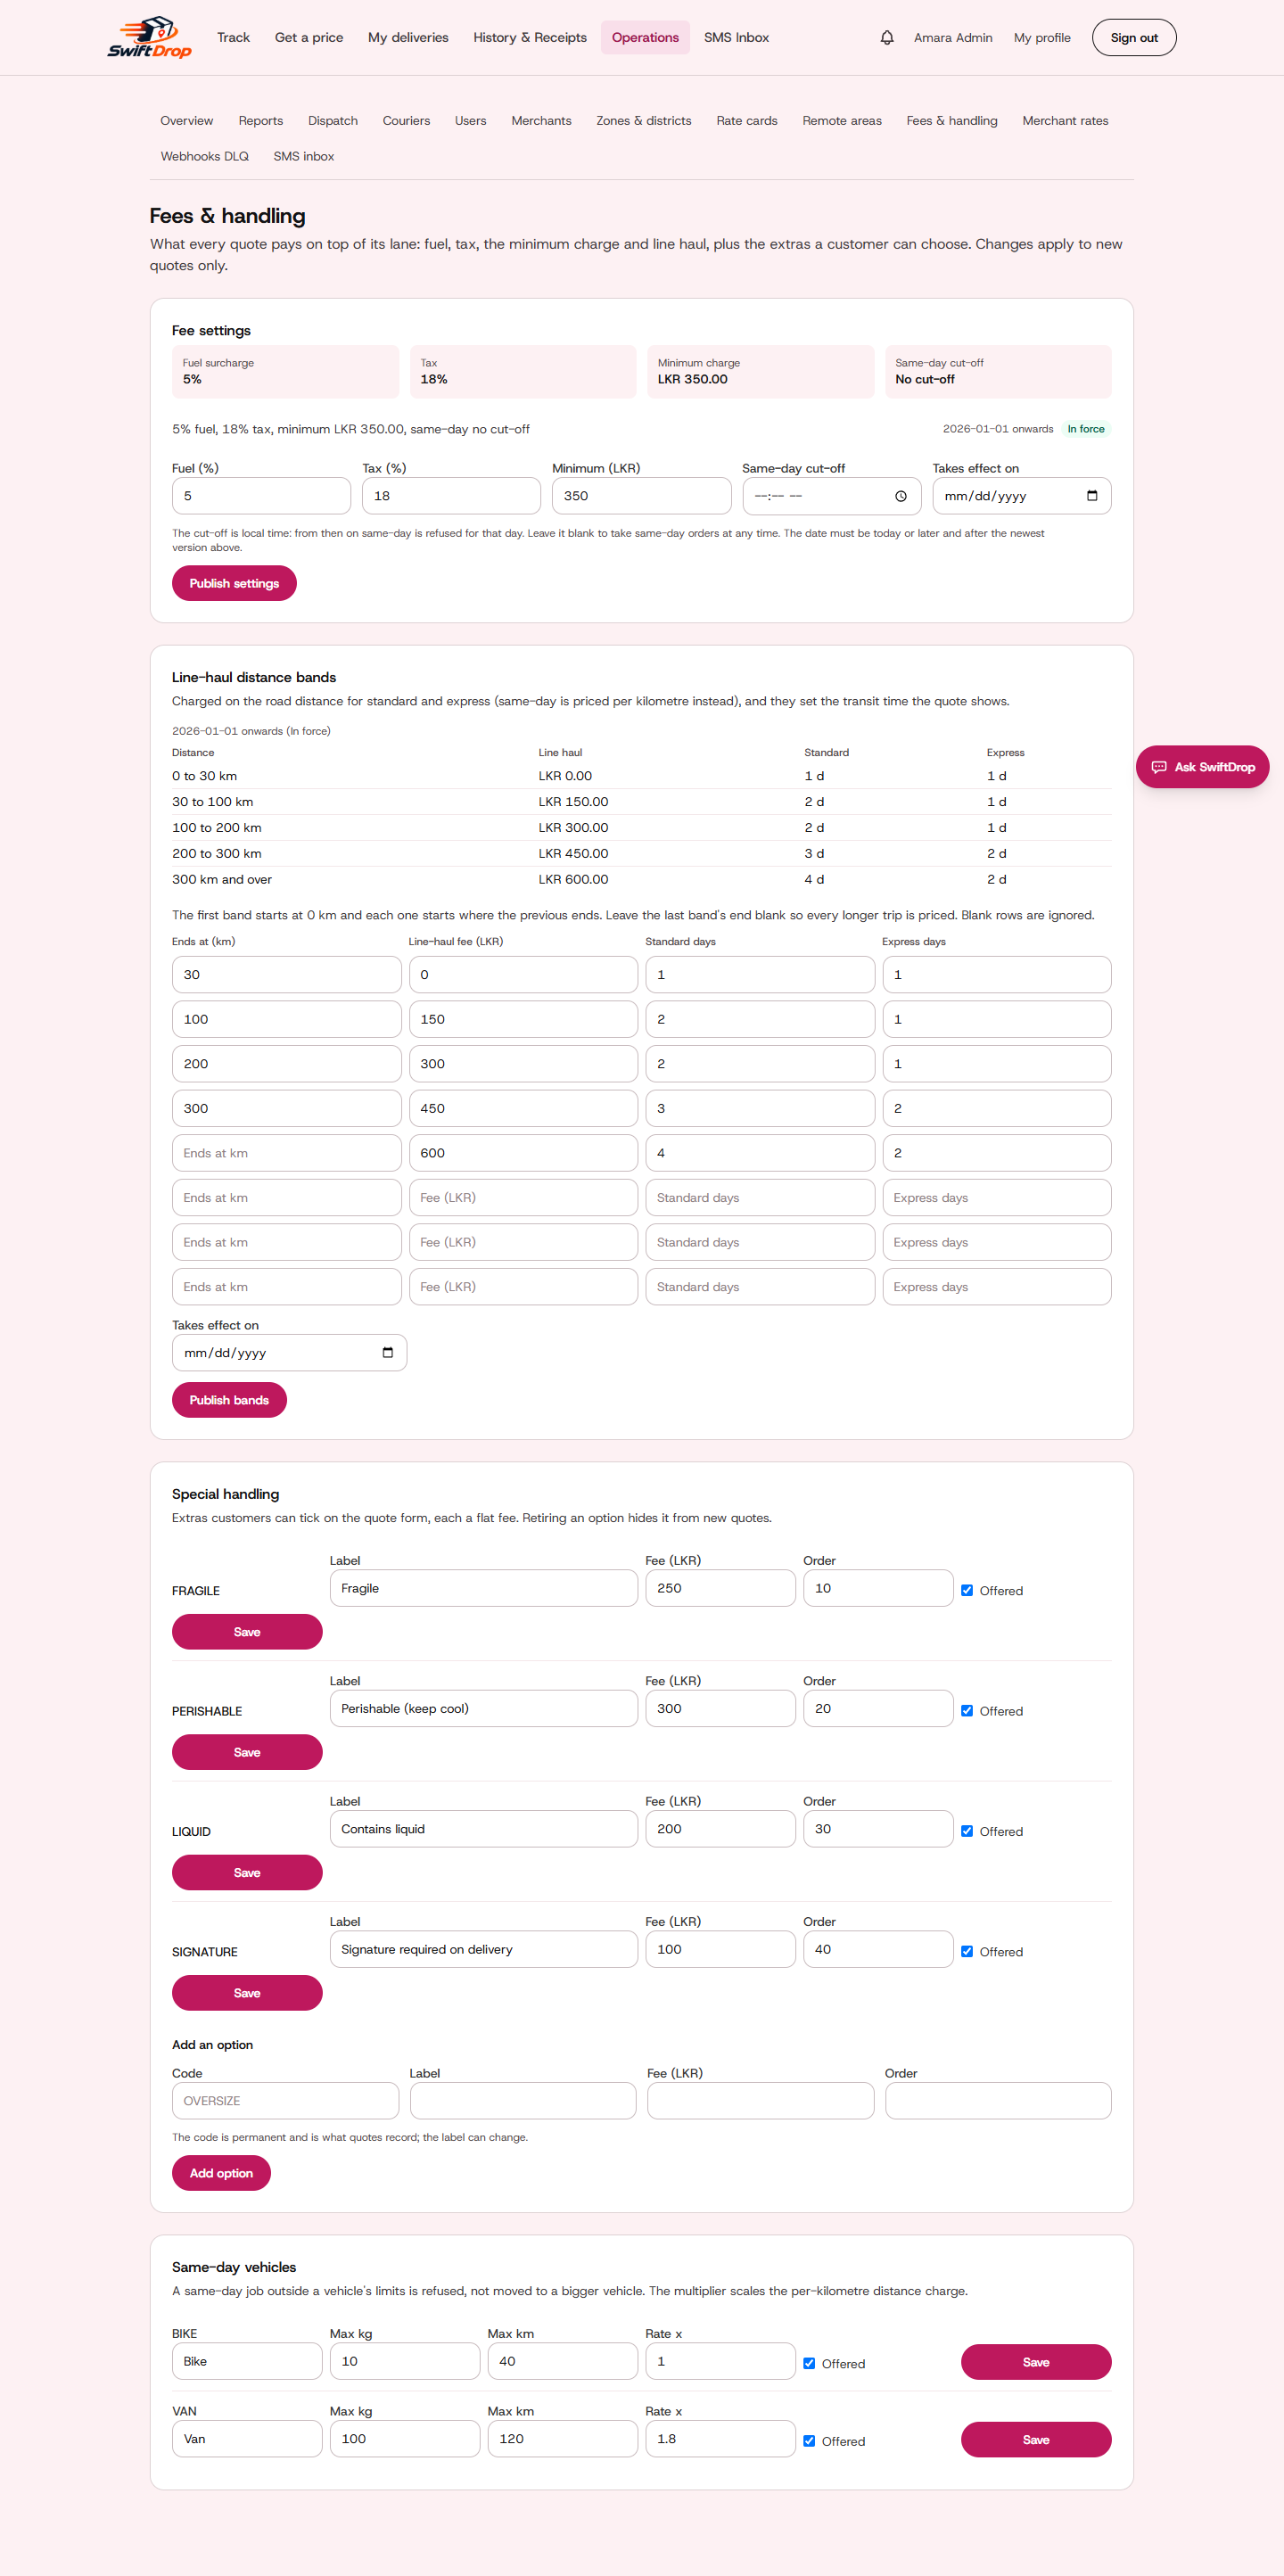 SwiftDrop
Track Get a price My deliveries History & Receipts Operations SMS Inbox Amara Admin My profile Sign out
Overview Reports Dispatch Couriers Users Merchants Zones & districts Rate cards Remote areas Fees & handling Merchant rates
Webhooks DLQ SMS inbox
Fees & handling
What every quote pays on top of its lane: fuel, tax, the minimum charge and line haul, plus the extras a customer can choose. Changes apply to new
quotes only.
Fee settings
Fuel surcharge Tax Minimum charge Same-day cut-off
5% 18% LKR 350.00 No cut-off
5% fuel, 18% tax, minimum LKR 350.00, same-day no cut-off 2026-01-01 onwards In force
Fuel (%) Tax (%) Minimum (LKR) Same-day cut-off Takes effect on
5 18 350 --:-- -- mm/dd/yyyy
The cut-off is local time: from then on same-day is refused for that day. Leave it blank to take same-day orders at any time. The date must be today or later and after the newest
version above.
Publish settings
Line-haul distance bands
Charged on the road distance for standard and express (same-day is priced per kilometre instead), and they set the transit time the quote shows.
2026-01-01 onwards (In force)
Distance Line haul Standard Express
Ask SwiftDrop
0 to 30 km LKR 0.00 1 d 1 d
30 to 100 km LKR 150.00 2 d 1 d
100 to 200 km LKR 300.00 2 d 1 d
200 to 300 km LKR 450.00 3 d 2 d
300 km and over LKR 600.00 4 d 2 d
The first band starts at 0 km and each one starts where the previous ends. Leave the last band's end blank so every longer trip is priced. Blank rows are ignored.
Ends at (km) Line-haul fee (LKR) Standard days Express days
30 0 1 1
100 150 2 1
200 300 2 1
300 450 3 2
Ends at km 600 4 2
Ends at km Fee (LKR) Standard days Express days
Ends at km Fee (LKR) Standard days Express days
Ends at km Fee (LKR) Standard days Express days
Takes effect on
mm/dd/yyyy
Publish bands
Special handling
Extras customers can tick on the quote form, each a flat fee. Retiring an option hides it from new quotes.
Label Fee (LKR) Order
FRAGILE Fragile 250 10 Offered
Save
Label Fee (LKR) Order
PERISHABLE Perishable (keep cool) 300 20 Offered
Save
Label Fee (LKR) Order
LIQUID Contains liquid 200 30 Offered
Save
Label Fee (LKR) Order
SIGNATURE Signature required on delivery 100 40 Offered
Save
Add an option
Code Label Fee (LKR) Order
OVERSIZE
The code is permanent and is what quotes record; the label can change.
Add option
Same-day vehicles
A same-day job outside a vehicle's limits is refused, not moved to a bigger vehicle. The multiplier scales the per-kilometre distance charge.
BIKE Max kg Max km Rate x
Bike 10 40 1 Offered Save
VAN Max kg Max km Rate x
Van 100 120 1.8 Offered Save